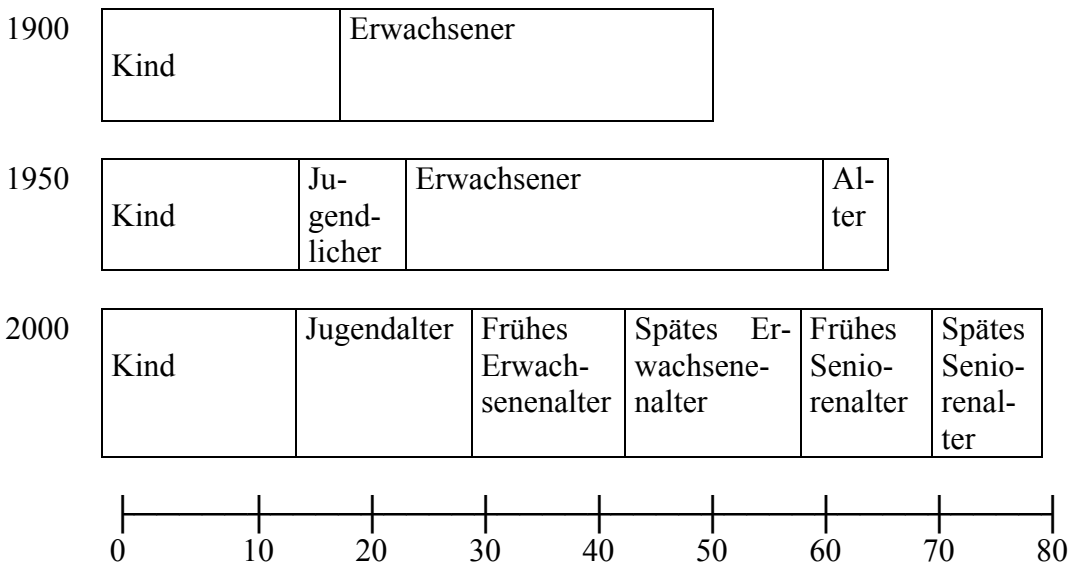 1900
Kind
Erwachsener
1950
Kind
Ju-
gend-
licher
Erwachsener
Al-
ter
2000
Kind
Jugendalter
Frühes
Erwach-
senenalter
Spätes Er-
wachsene-
nalter
Frühes
Senio-
renalter
Spätes
Senio-
renal-
ter
0 10 20 30 40 50 60 70 80